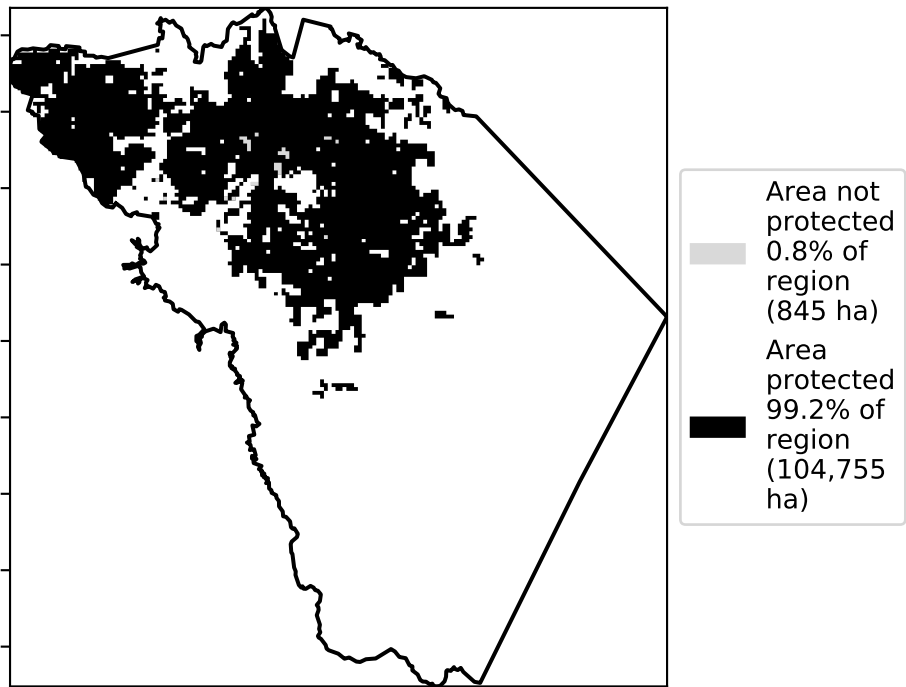 Area not
protected
0.8% of
region
(845 ha)
Area
protected
99.2% of
region
(104,755
ha)